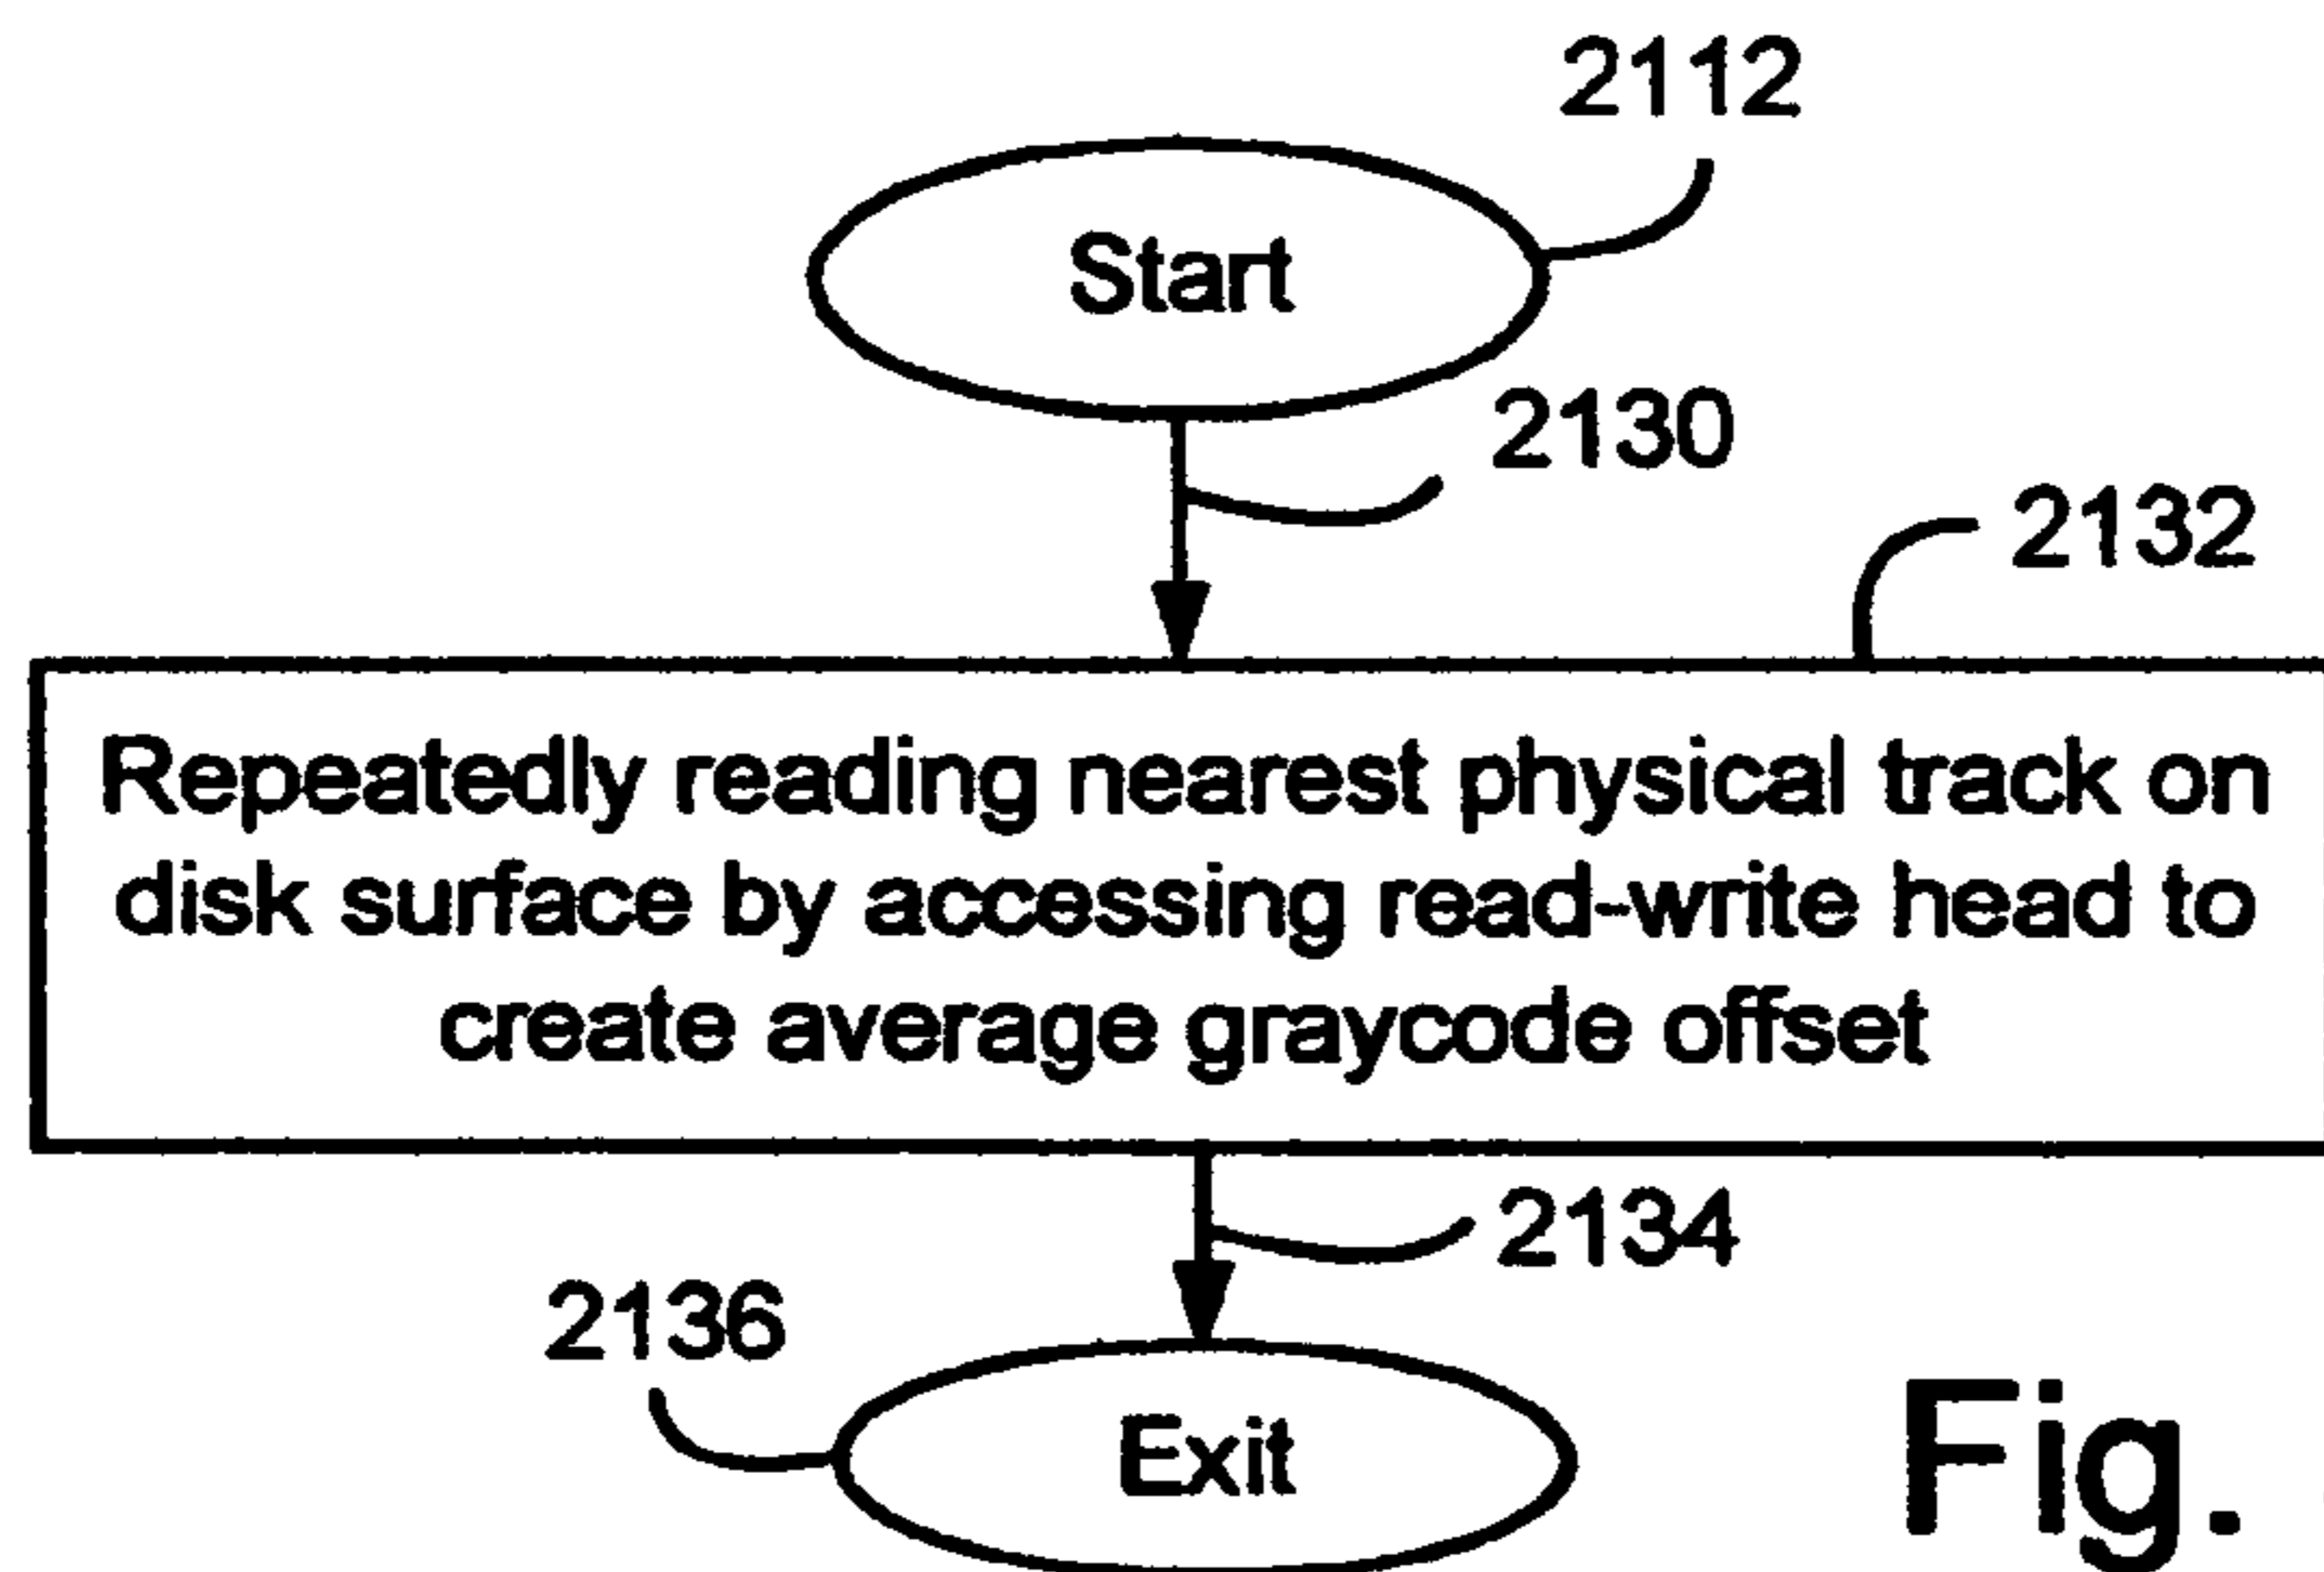 2112
Start
2130
2132
Repeatedly reading nearest physical track on
disk surface by accessing read-write head to
create average graycode offset
2134
2136
Exit
Fig.